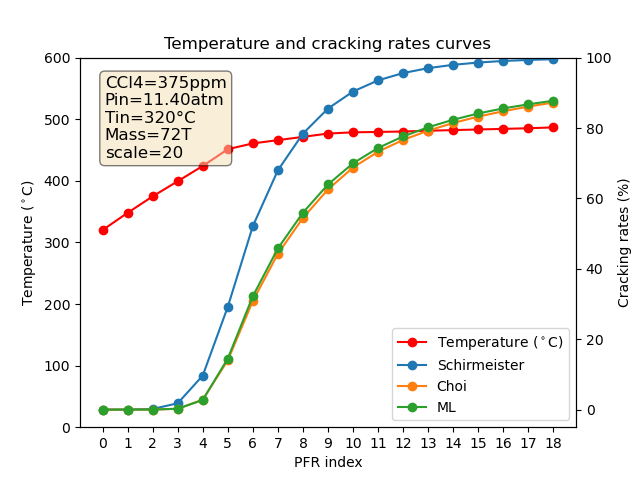 Temperature and cracking rates curves
CCl4=375ppm
Pin=11.40atm
Tin=320°C
Mass=72T
scale=20
Temperature (°C)
600
500
400
300
200
100
0
Cracking rates (%)
100
80
60
40
20
0
Temperature (°C)
Schirmeister
Choi
ML
0 1 2 3 4 5 6 7 8 9 10 11 12 13 14 15 16 17 18
PFR index